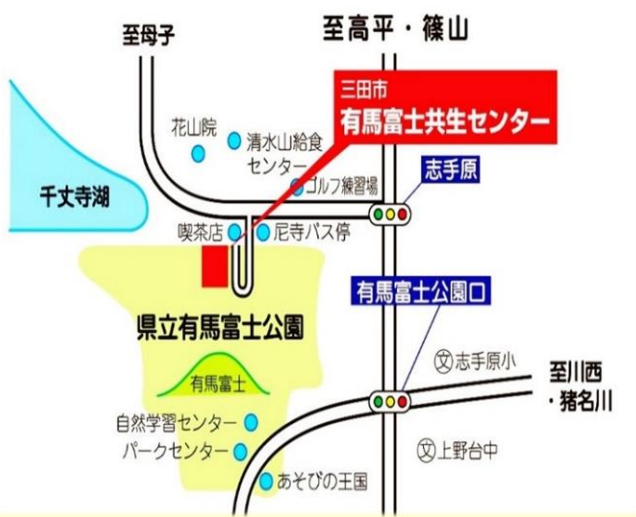 至母子
至高平・篠山
三田市
有馬富士共生センター
花山院
清水山給食
センター
ゴルフ練習場
志手原
千丈寺湖
喫茶店
尼寺バス停
有馬富士公園口
県立有馬富士公園
有馬富士
文志手原小
至川西
・猪名川
自然学習センター
パークセンター
文上野台中
あそびの王国